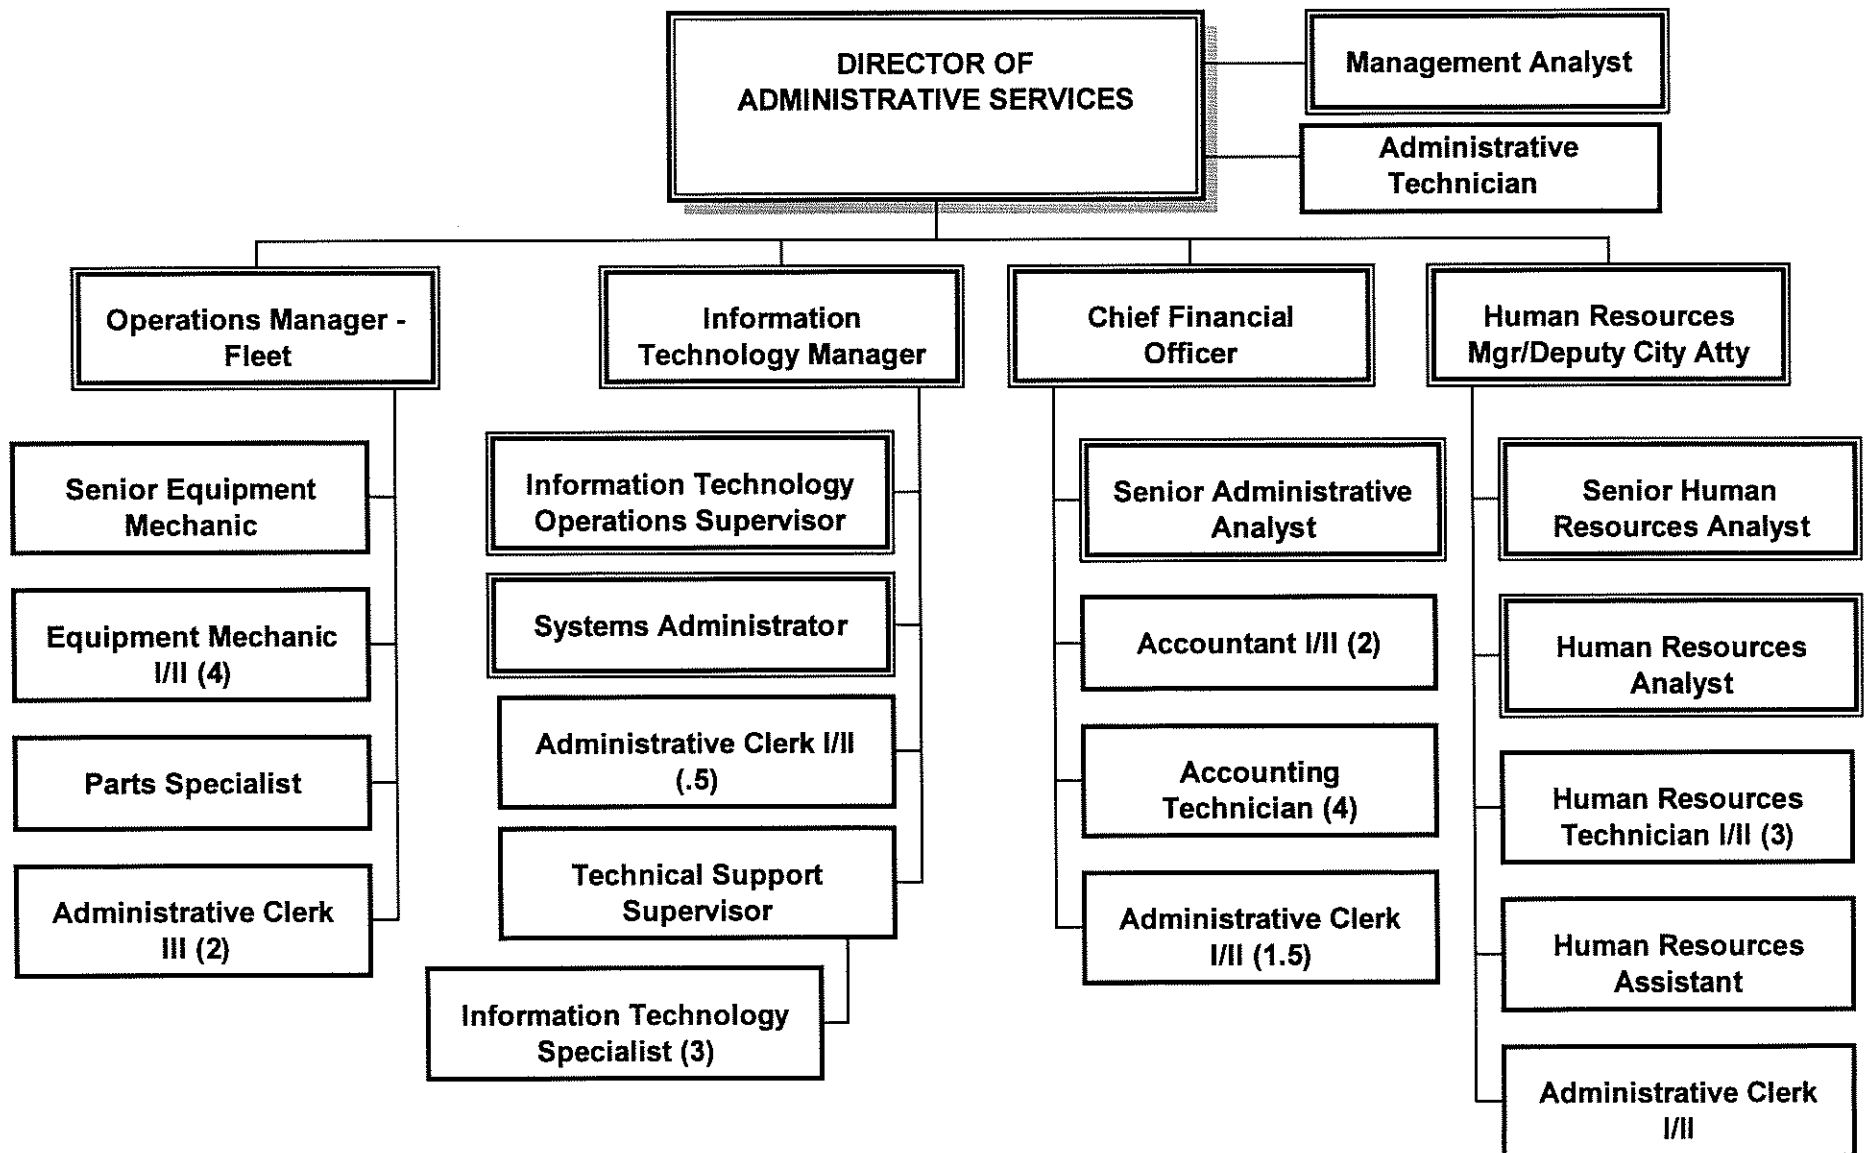 DIRECTOR OF
ADMINISTRATIVE SERVICES
Management Analyst
Administrative
Technician
Operations Manager -
Fleet
Information
Technology Manager
Chief Financial
Officer
Human Resources
Mgr/Deputy City Atty
Senior Equipment
Mechanic
Equipment Mechanic
I/II (4)
Parts Specialist
Administrative Clerk
III (2)
Information Technology
Operations Supervisor
Systems Administrator
Administrative Clerk I/II
(.5)
Technical Support
Supervisor
Information Technology
Specialist (3)
Senior Administrative
Analyst
Accountant I/II (2)
Accounting
Technician (4)
Administrative Clerk
I/II (1.5)
Senior Human
Resources Analyst
Human Resources
Analyst
Human Resources
Technician I/II (3)
Human Resources
Assistant
Administrative Clerk
I/II